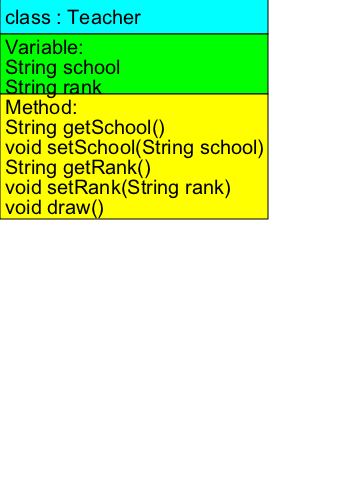 class : Teacher
Variable:
String school
String rank
Method:
String getSchool()
void setSchool(String school)
String getRank()
void setRank(String rank)
void draw()